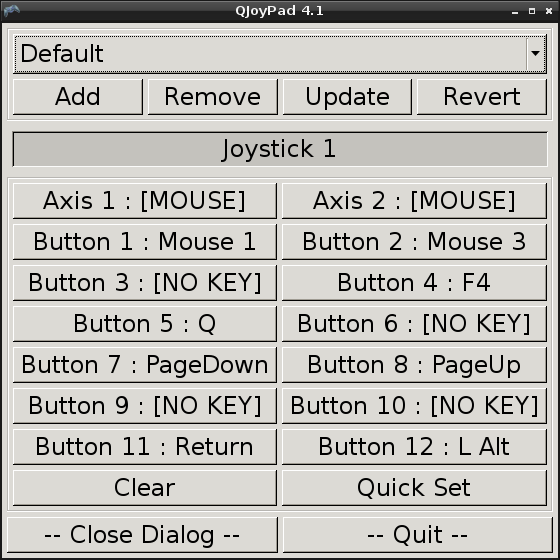 QJoyPad 4.1
Default
Add Remove Update Revert
Joystick 1
Axis 1 : [MOUSE] Axis 2 : [MOUSE]
Button 1 : Mouse 1 Button 2 : Mouse 3
Button 3 : [NO KEY] Button 4 : F4
Button 5 : Q Button 6 : [NO KEY]
Button 7 : PageDown Button 8 : PageUp
Button 9 : [NO KEY] Button 10 : [NO KEY]
Button 11 : Return Button 12 : L Alt
Clear Quick Set
-- Close Dialog -- -- Quit --